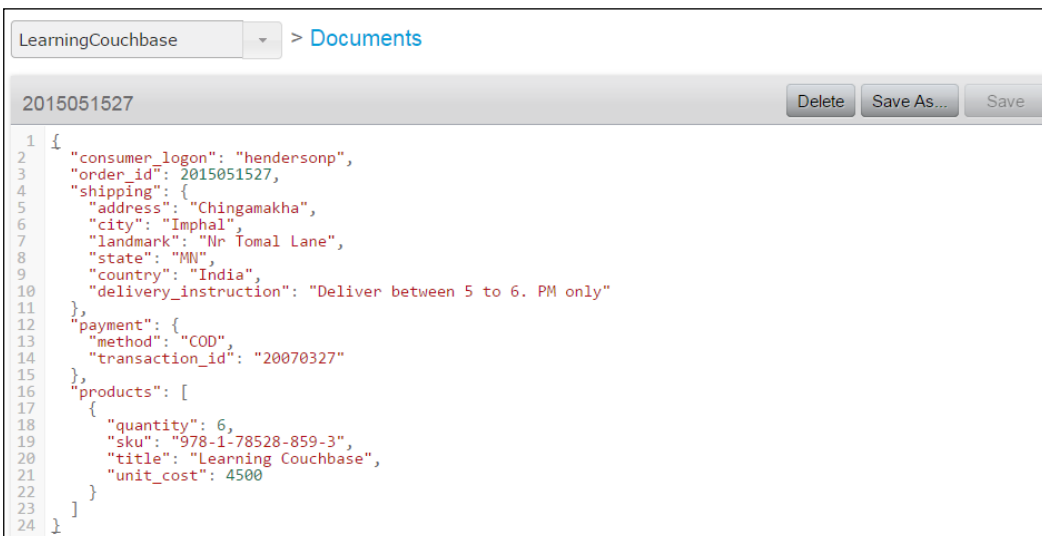 LearningCouchbase > Documents
2015051527 Delete Save As... Save
1 {
2 "consumer_logon": "hendersonp",
3 "order_id": 2015051527,
4 "shipping": {
5 "address": "Chingamakha",
6 "city": "Imphal",
7 "landmark": "Nr Tomal Lane",
8 "state": "MN",
9 "country": "India",
10 "delivery_instruction": "Deliver between 5 to 6. PM only"
11 },
12 "payment": {
13 "method": "COD",
14 "transaction_id": "20070327"
15 },
16 "products": [
17 {
18 "quantity": 6,
19 "sku": "978-1-78528-859-3",
20 "title": "Learning Couchbase",
21 "unit_cost": 4500
22 }
23 ]
24 }